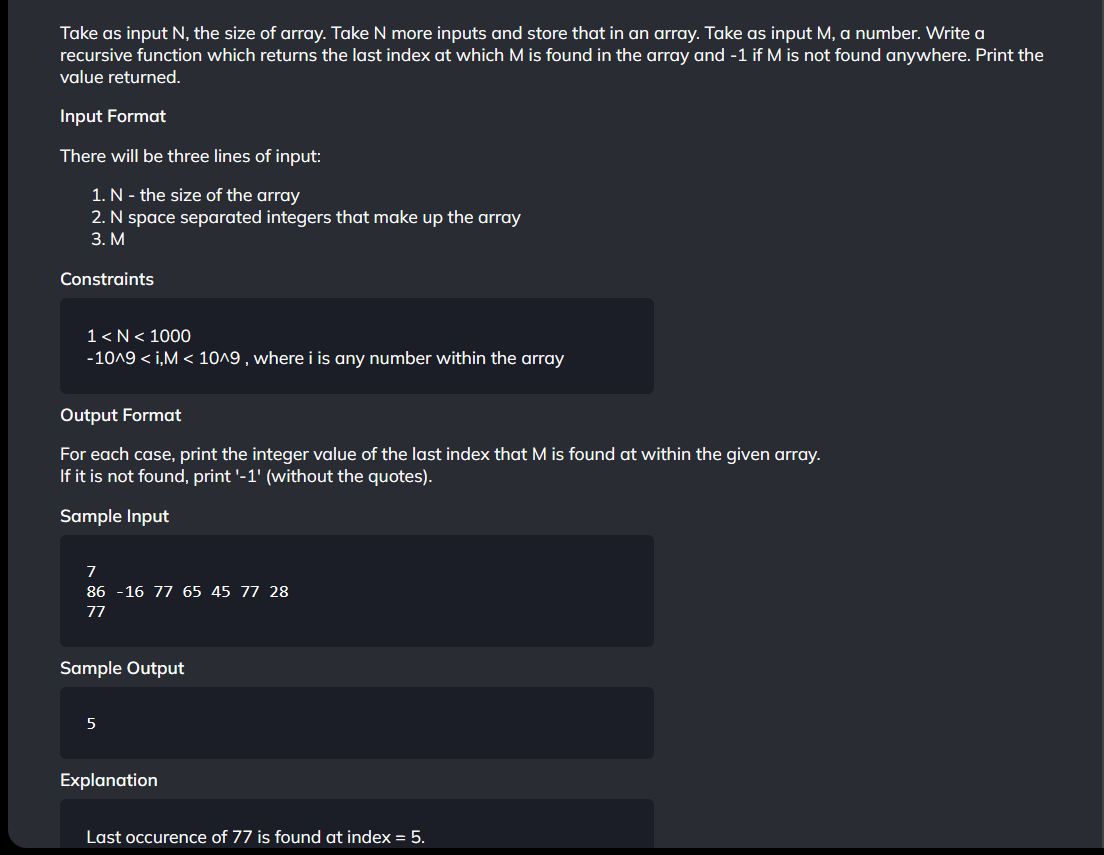 Take as input N, the size of array. Take N more inputs and store that in an array. Take as input M, a number. Write a
recursive function which returns the last index at which M is found in the array and -1 if M is not found anywhere. Print the
value returned.
Input Format
There will be three lines of input:
1. N - the size of the array
2. N space separated integers that make up the array
3. M
Constraints
1 < N < 1000
-10^9 < i,M < 10^9 , where i is any number within the array
Output Format
For each case, print the integer value of the last index that M is found at within the given array.
If it is not found, print '-1' (without the quotes).
Sample Input
7
86 -16 77 65 45 77 28
77
Sample Output
5
Explanation
Last occurence of 77 is found at index = 5.